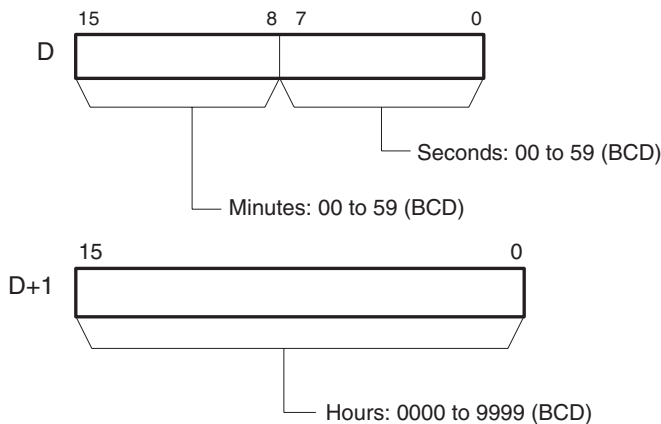 15 8 7 0
D
Seconds: 00 to 59 (BCD)
Minutes: 00 to 59 (BCD)
15 0
D+1
Hours: 0000 to 9999 (BCD)